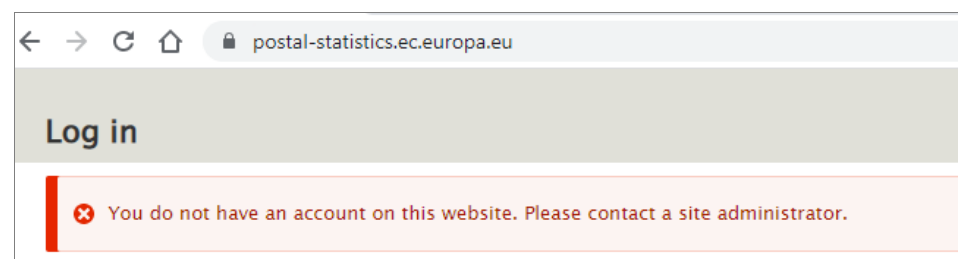 postal-statistics.ec.europa.eu
Log in
You do not have an account on this website. Please contact a site administrator.